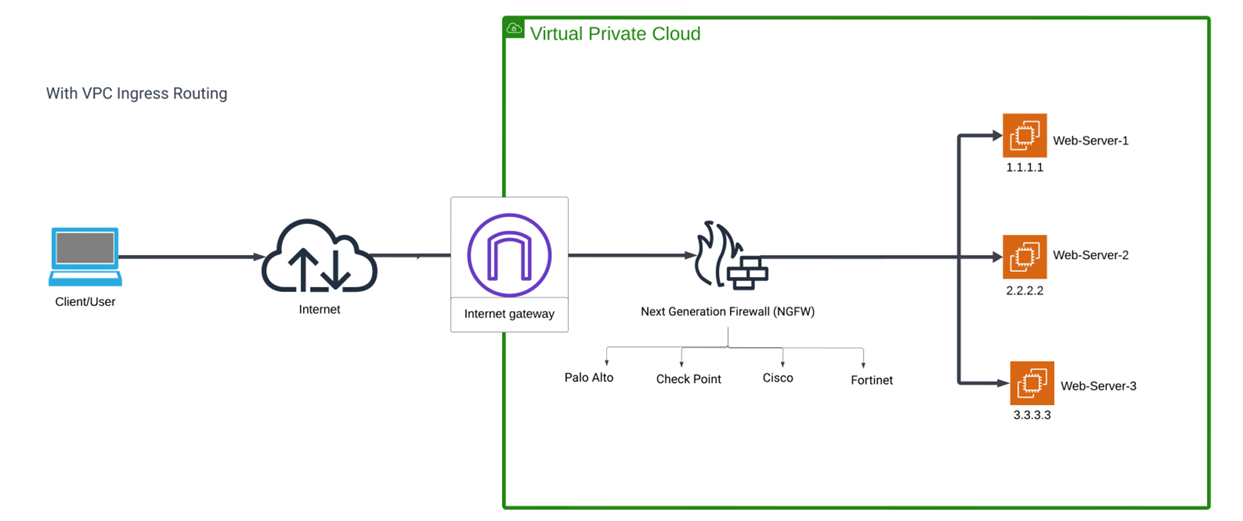 Virtual Private Cloud
With VPC Ingress Routing
Web-Server-1
1.1.1.1
Web-Server-2
2.2.2.2
Client/User
Internet
Internet gateway
Next Generation Firewall (NGFW)
Palo Alto
Check Point
Cisco
Fortinet
Web-Server-3
3.3.3.3